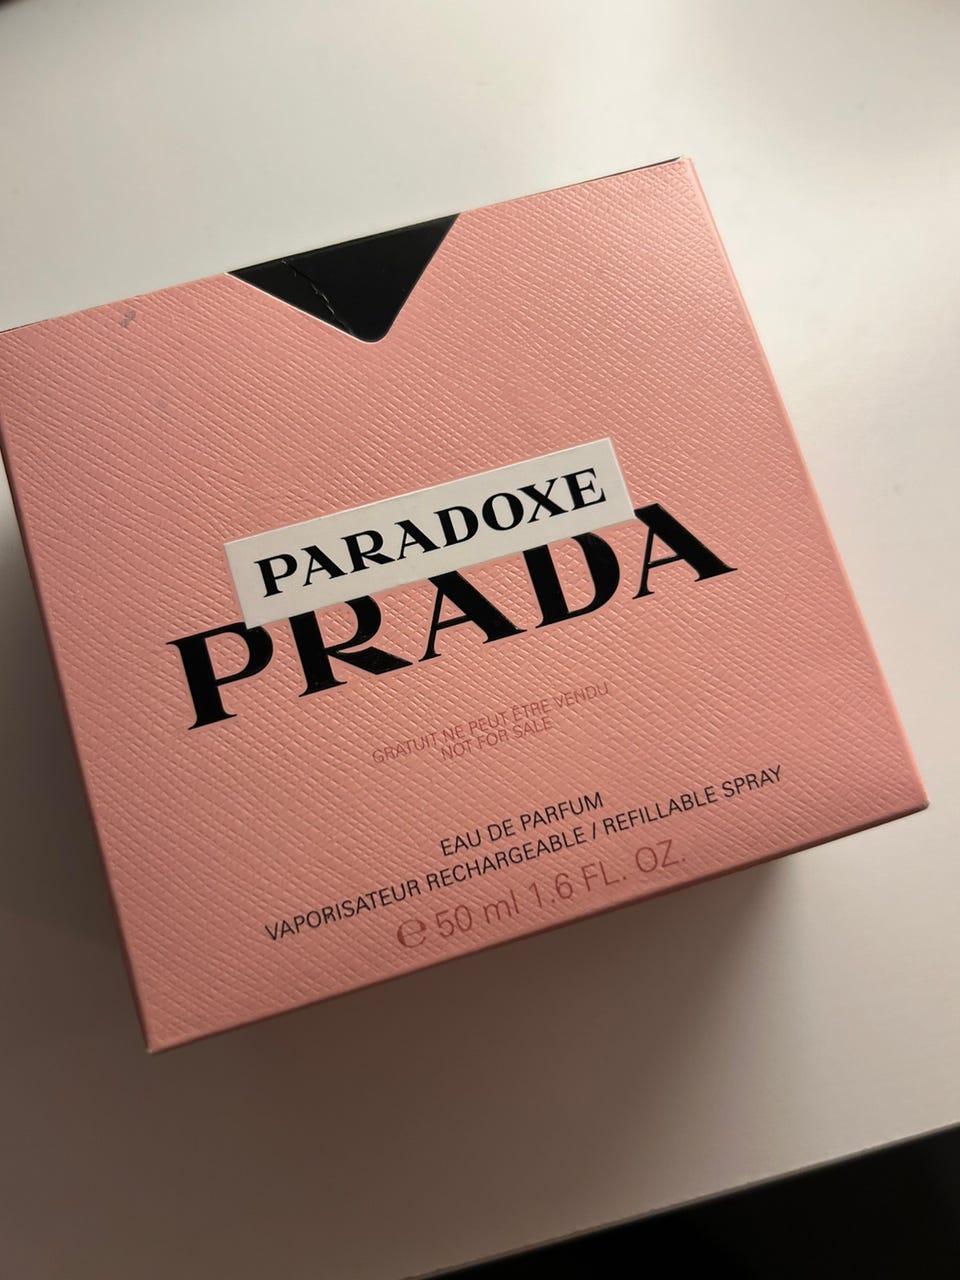 PARADOXE
PRADA
GRATUIT NE PEUT ÊTRE VENDU
NOT FOR SALE
EAU DE PARFUM
VAPORISATEUR RECHARGEABLE / REFILLABLE SPRAY
℮ 50 ml 1.6 FL. OZ.